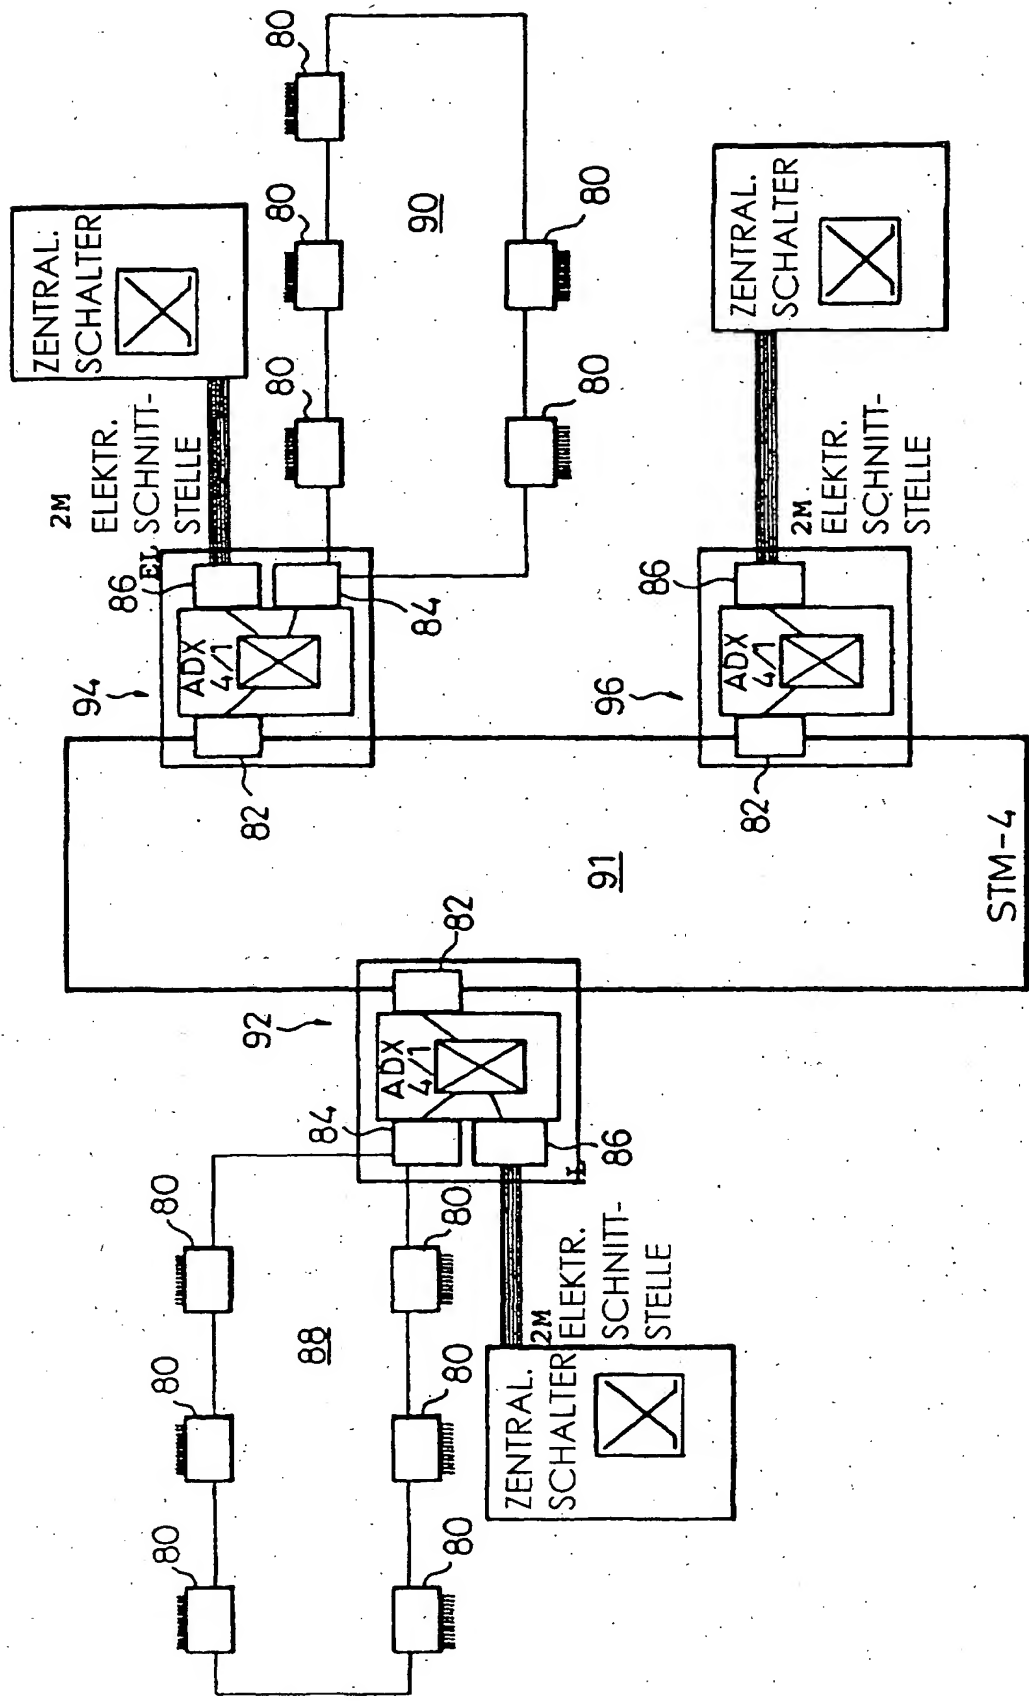 80
80
80
88
80
80
80
84
92
ADX
4/1
82
86
2M
ELEKTR.
SCHNITT-
STELLE
ZENTRAL.
SCHALTER
94
ADX
4/1
82
86
84
EL
2M
ELEKTR.
SCHNITT-
STELLE
ZENTRAL.
SCHALTER
80
80
80
90
80
80
91
STM-4
96
ADX
4/1
82
86
2M
ELEKTR.
SCHNITT-
STELLE
ZENTRAL.
SCHALTER